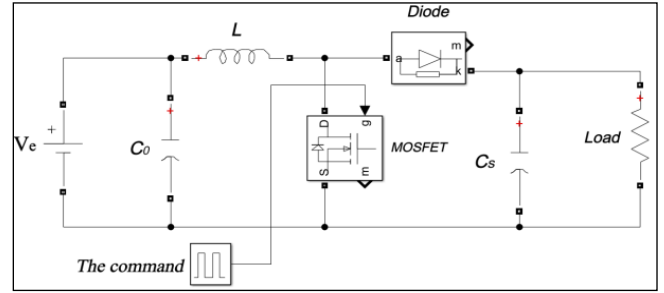 Diode
L
m
a
k
+
+
+
+
D
g
Ve
+
C0
MOSFET
Cs
Load
S
m
The command